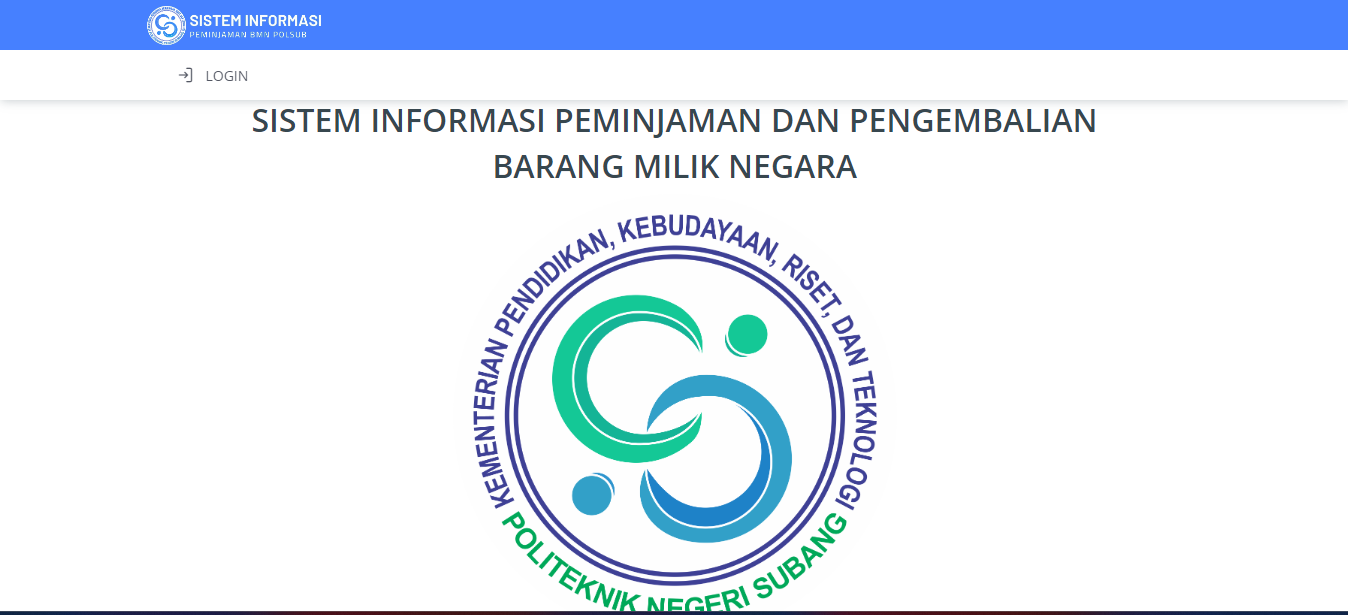 SISTEM INFORMASI
PEMINJAMAN BMN POLSUB
LOGIN
SISTEM INFORMASI PEMINJAMAN DAN PENGEMBALIAN
BARANG MILIK NEGARA
KEMENTERIAN PENDIDIKAN, KEBUDAYAAN, RISET, DAN TEKNOLOGI
POLITEKNIK NEGERI SUBANG